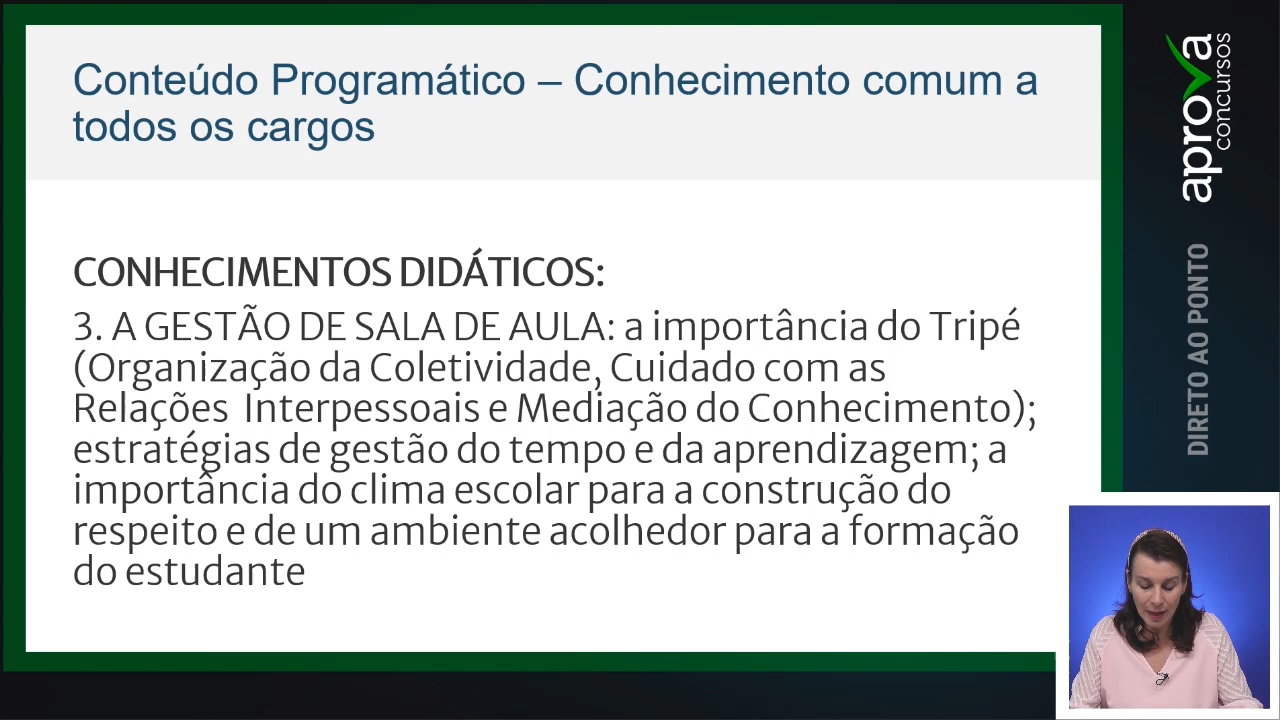 Conteúdo Programático – Conhecimento comum a
todos os cargos
CONHECIMENTOS DIDÁTICOS:
3. A GESTÃO DE SALA DE AULA: a importância do Tripé
(Organização da Coletividade, Cuidado com as
Relações  Interpessoais e Mediação do Conhecimento);
estratégias de gestão do tempo e da aprendizagem; a
importância do clima escolar para a construção do
respeito e de um ambiente acolhedor para a formação
do estudante
aprova
concursos
DIRETO AO PONTO